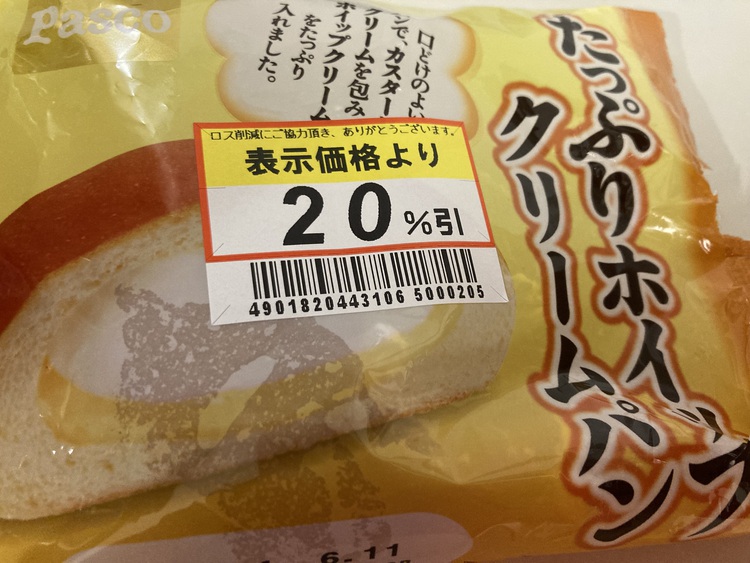 Pasco
口どけのよい
ジで、カスター
クリームを包み
ホイップクリーム
をたっぷり
入れました。
たっぷりホイップ
クリームパン
ロス削減にご協力頂き、ありがとうございます。
表示価格より
20%引
4901820443106 5000205
6-11